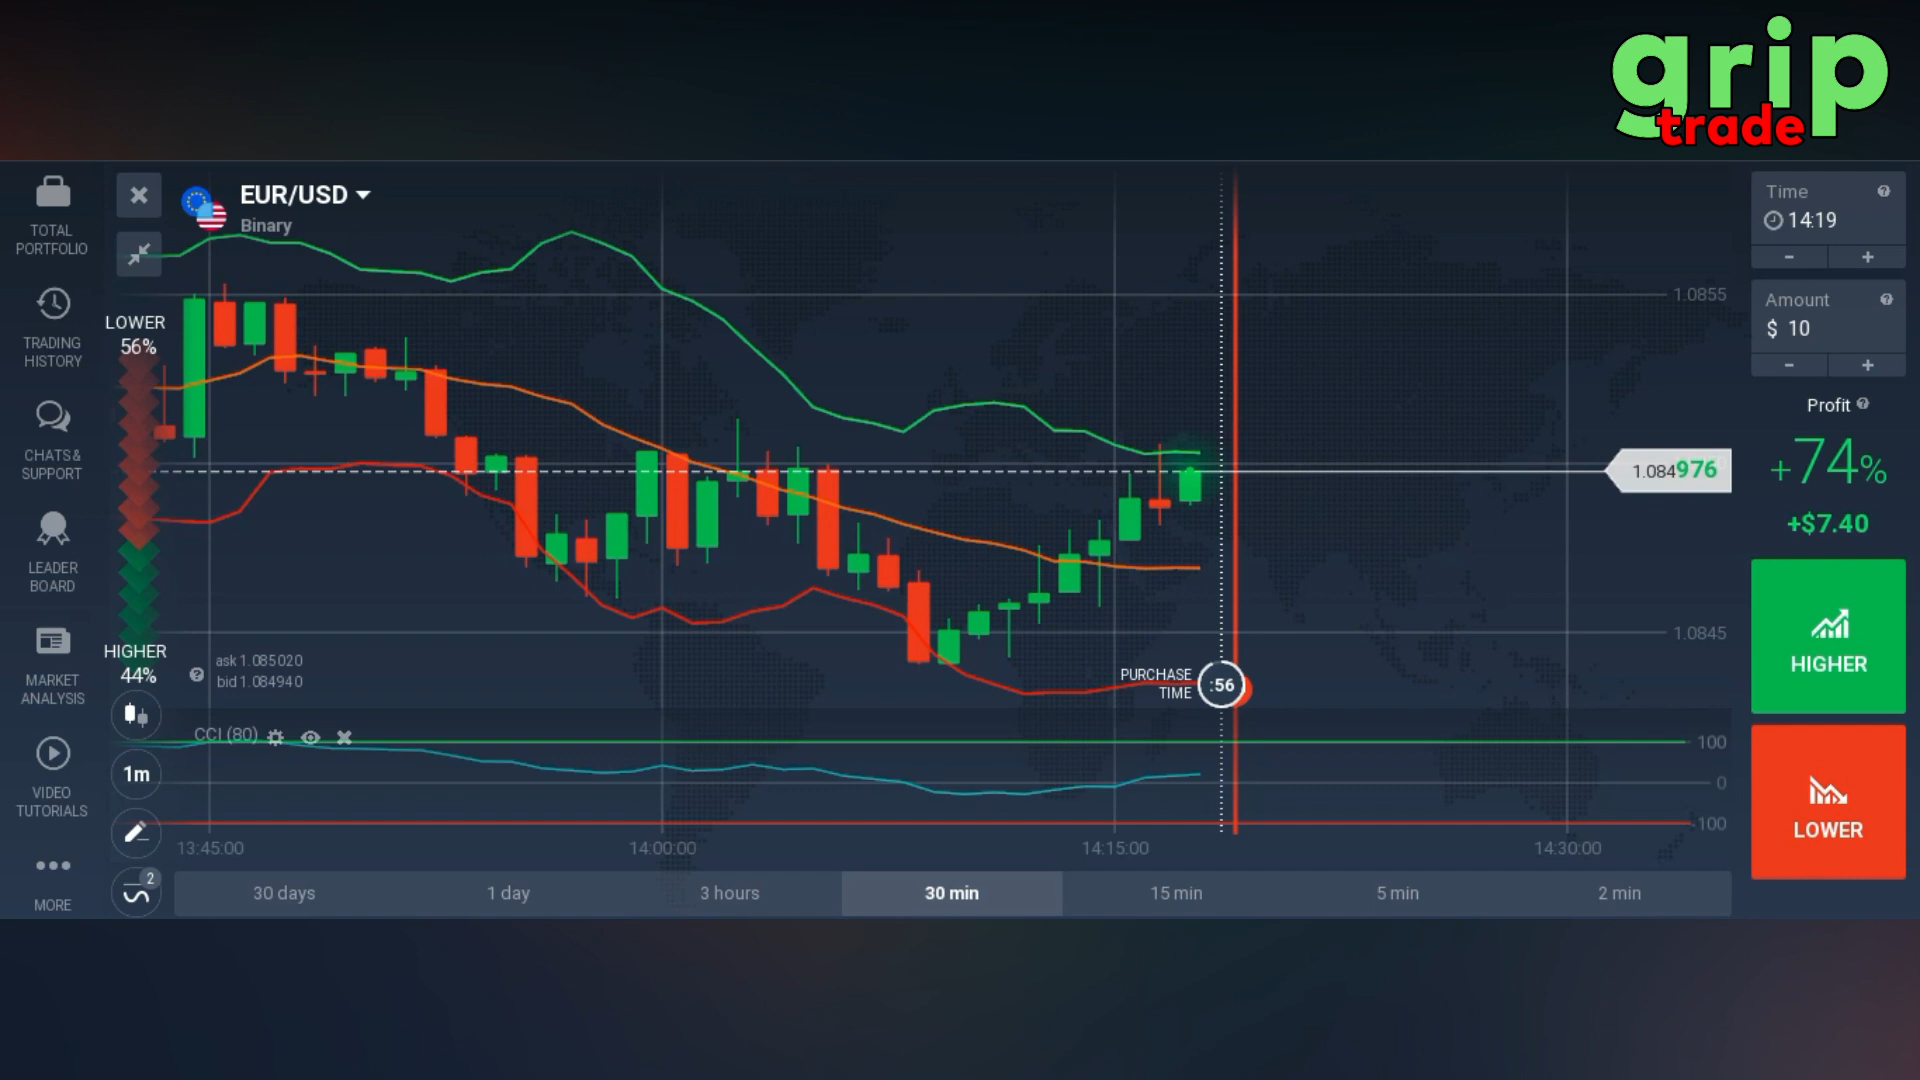 grip
trade
EUR/USD
Binary
TOTAL
PORTFOLIO
TRADING
HISTORY
CHATS &
SUPPORT
LEADER
BOARD
MARKET
ANALYSIS
VIDEO
TUTORIALS
MORE
LOWER
56%
HIGHER
44%
1m
2
ask 1.085020
bid 1.084940
CCI (80)
PURCHASE
TIME
:56
1.0855
1.084976
1.0845
100
0
-100
13:45:00
14:00:00
14:15:00
14:30:00
30 days
1 day
3 hours
30 min
15 min
5 min
2 min
Time
14:19
- +
Amount
$ 10
- +
Profit
+74%
+$7.40
HIGHER
LOWER